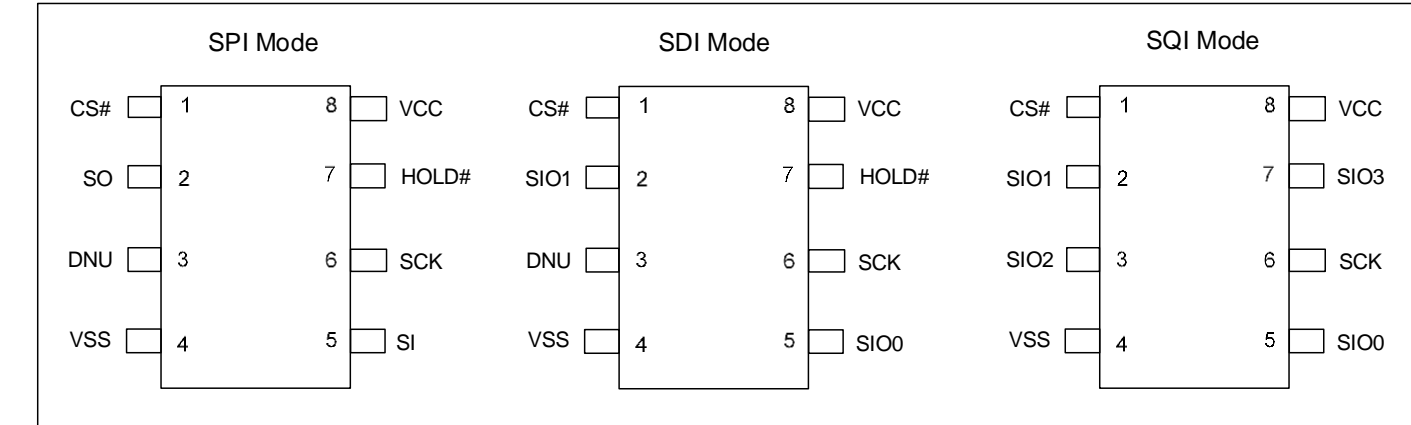 SPI Mode SDI Mode SQI Mode
CS# 1 8 VCC CS# 1 8 VCC CS# 1 8 VCC
SO 2 7 HOLD# SIO1 2 7 HOLD# SIO1 2 7 SIO3
DNU 3 6 SCK DNU 3 6 SCK SIO2 3 6 SCK
VSS 4 5 SI VSS 4 5 SIO0 VSS 4 5 SIO0